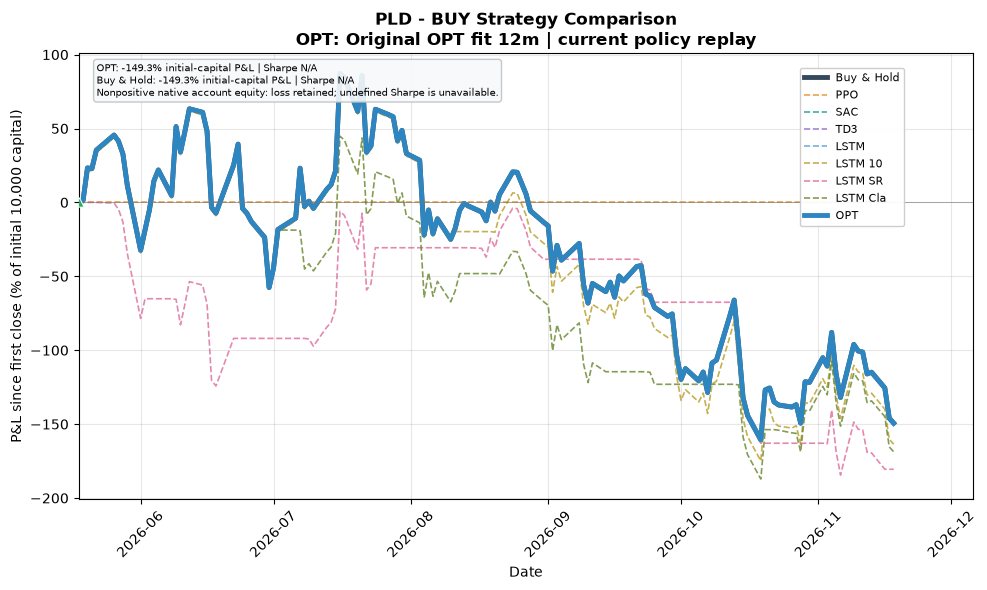 PLD - BUY Strategy Comparison
OPT: Original OPT fit 12m | current policy replay
OPT: -149.3% initial-capital P&L | Sharpe N/A
Buy & Hold: -149.3% initial-capital P&L | Sharpe N/A
Nonpositive native account equity: loss retained; undefined Sharpe is unavailable.
Buy & Hold
PPO
SAC
TD3
LSTM
LSTM 10
LSTM SR
LSTM Cla
OPT
P&L since first close (% of initial 10,000 capital)
100
50
0
−50
−100
−150
−200
2026-06
2026-07
2026-08
2026-09
2026-10
2026-11
2026-12
Date